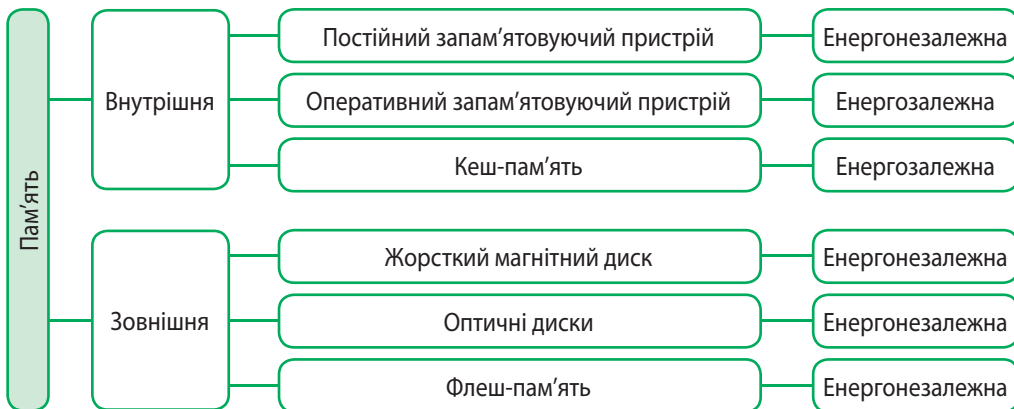 Пам’ять
Внутрішня
Постійний запам’ятовуючий пристрій
Енергонезалежна
Оперативний запам’ятовуючий пристрій
Енергозалежна
Кеш-пам’ять
Енергозалежна
Зовнішня
Жорсткий магнітний диск
Енергонезалежна
Оптичні диски
Енергонезалежна
Флеш-пам’ять
Енергонезалежна